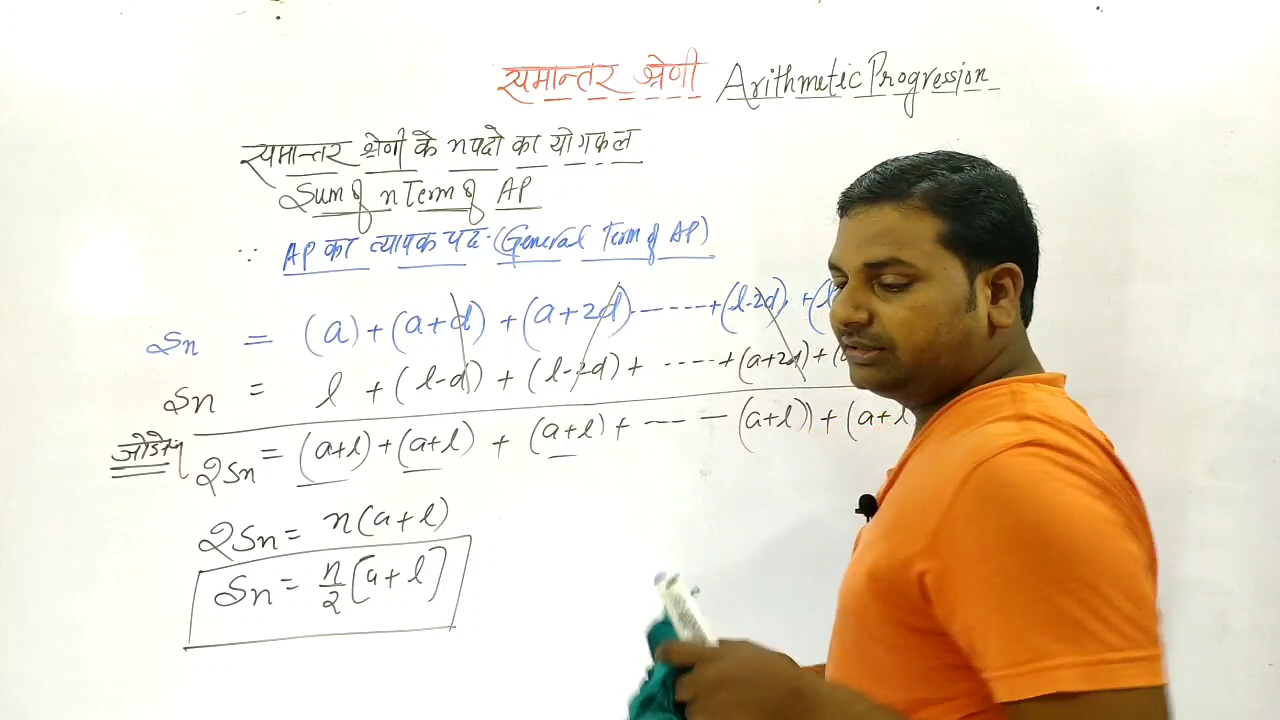 समान्तर श्रेणी Arithmetic Progression
समान्तर श्रेणी के n पदो का योगफल
Sum of n Term of AP
∵ AP का व्यापक पद (General Term of AP)
Sn = (a) + (a+d) + (a+2d) ------ + (l-2d) + (l
Sn = l + (l-d) + (l-2d) + ----- + (a+2d) + (
जोडने पर 2Sn = (a+l) + (a+l) + (a+l) + --- - (a+l) + (a+l
2Sn = n(a+l)
Sn = n/2 [a+l]